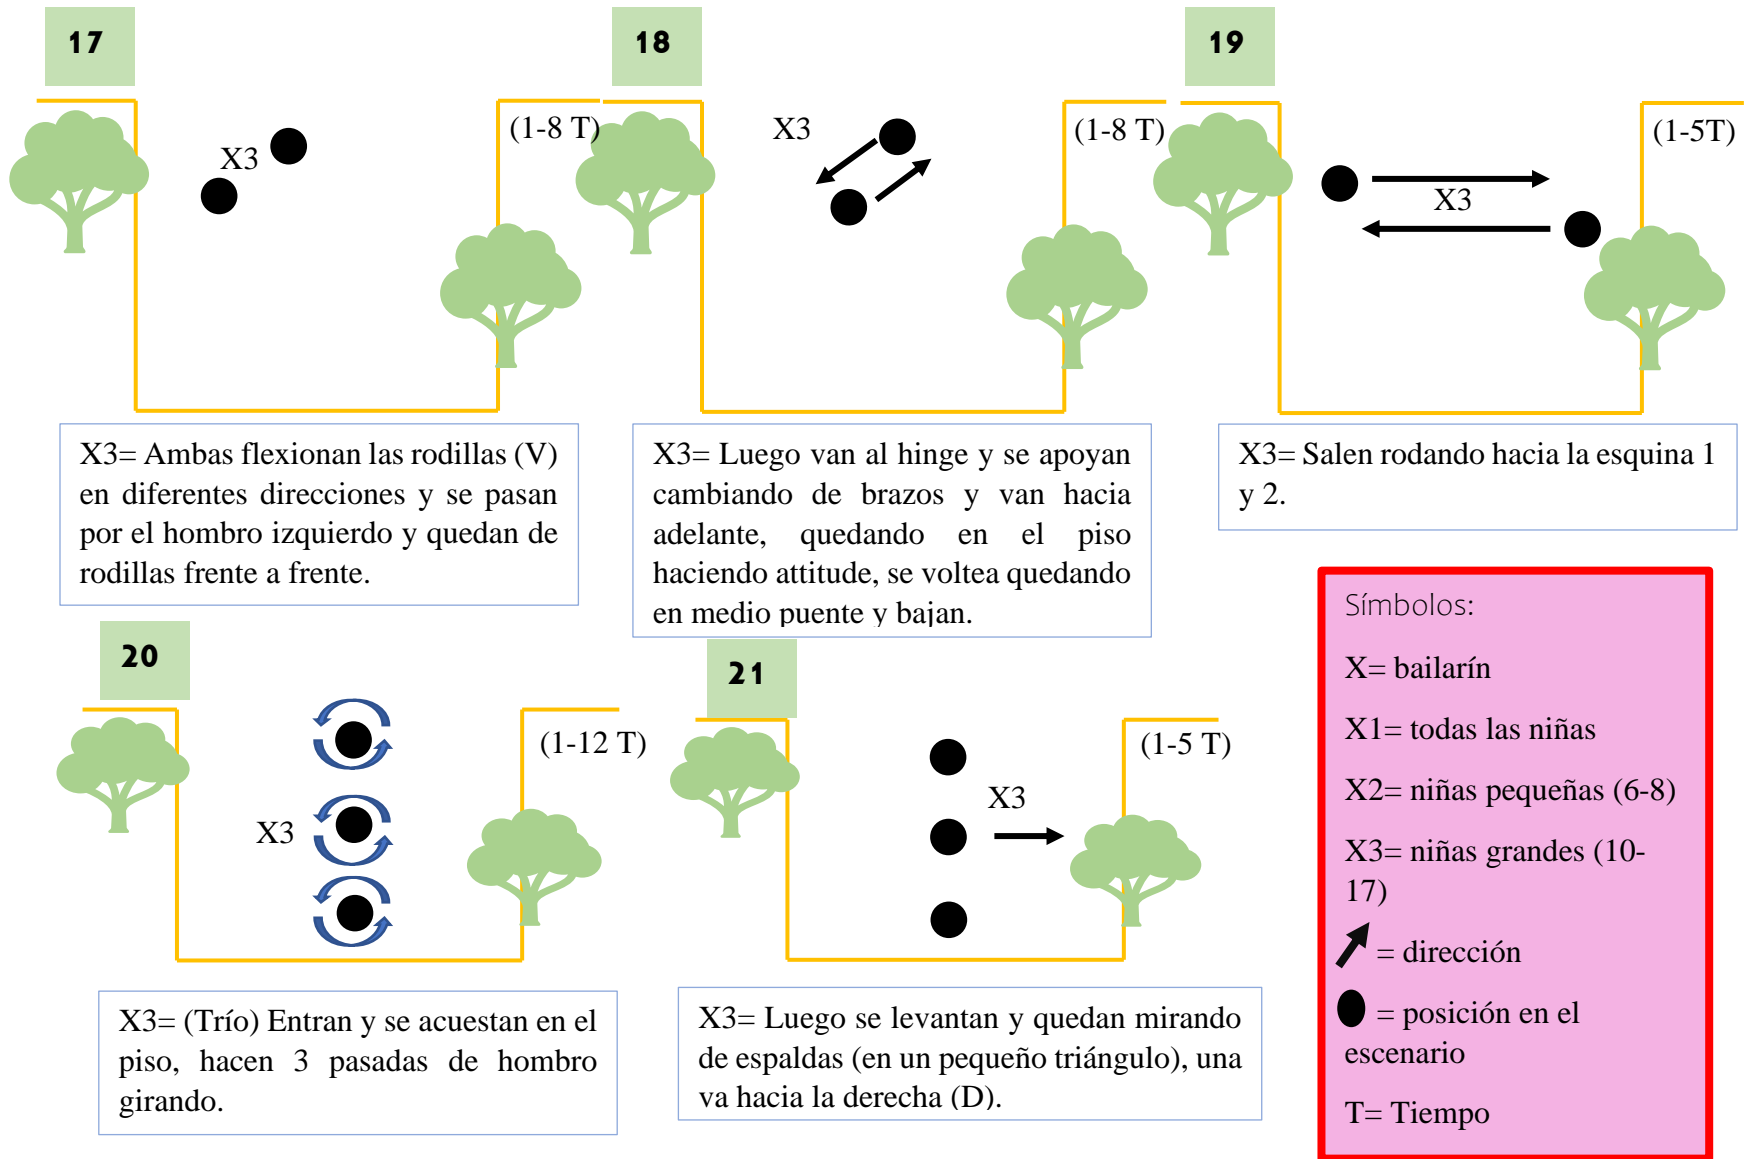 17
X3
(1-8 T)
X3= Ambas flexionan las rodillas (V)
en diferentes direcciones y se pasan
por el hombro izquierdo y quedan de
rodillas frente a frente.
18
X3
(1-8 T)
X3= Luego van al hinge y se apoyan
cambiando de brazos y van hacia
adelante, quedando en el piso
haciendo attitude, se voltea quedando
en medio puente y bajan.
19
X3
(1-5T)
X3= Salen rodando hacia la esquina 1
y 2.
20
X3
(1-12 T)
X3= (Trío) Entran y se acuestan en el
piso, hacen 3 pasadas de hombro
girando.
21
X3
(1-5 T)
X3= Luego se levantan y quedan mirando
de espaldas (en un pequeño triángulo), una
va hacia la derecha (D).
Símbolos:
X= bailarín
X1= todas las niñas
X2= niñas pequeñas (6-8)
X3= niñas grandes (10-
17)
= dirección
= posición en el
escenario
T= Tiempo